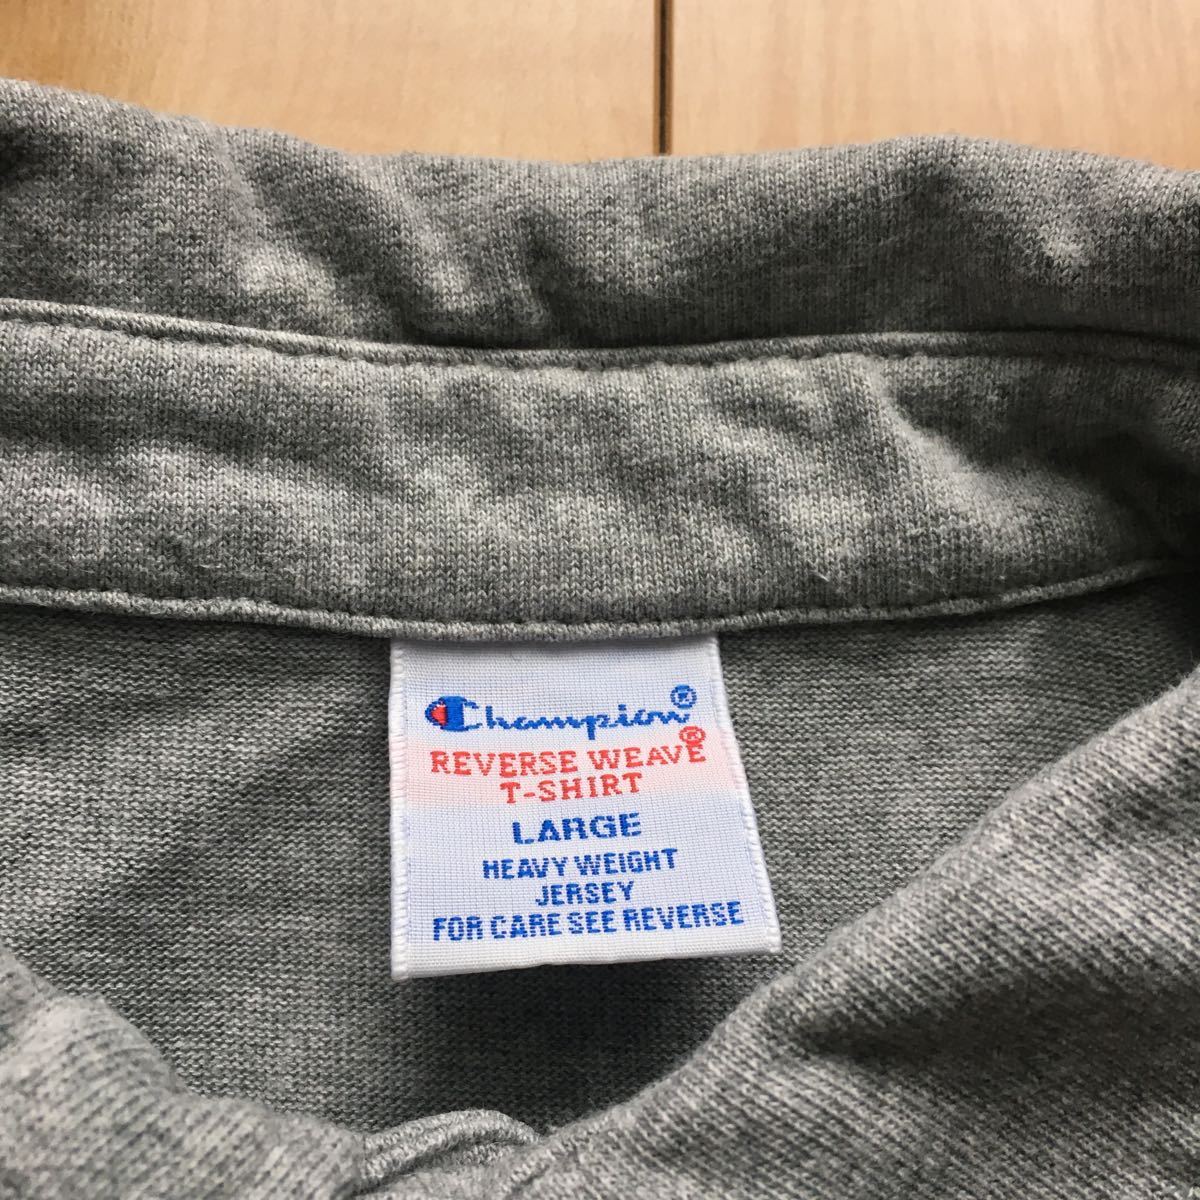 Champion®
REVERSE WEAVE®
T-SHIRT
LARGE
HEAVY WEIGHT
JERSEY
FOR CARE SEE REVERSE